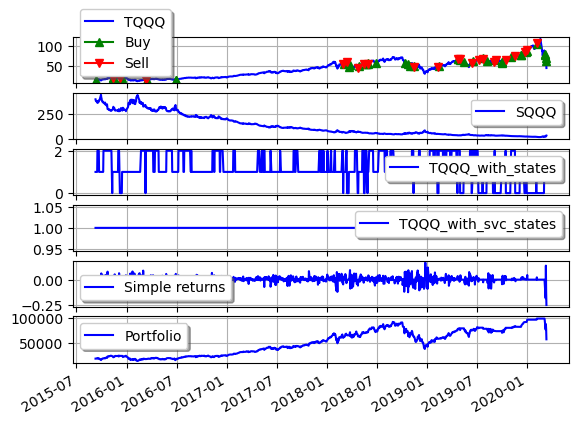 TQQQ
Buy
Sell
100
50
SQQQ
250
0
TQQQ_with_states
2
0
TQQQ_with_svc_states
1.05
1.00
0.95
Simple returns
0.00
−0.25
Portfolio
100000
50000
2015-07
2016-01
2016-07
2017-01
2017-07
2018-01
2018-07
2019-01
2019-07
2020-01